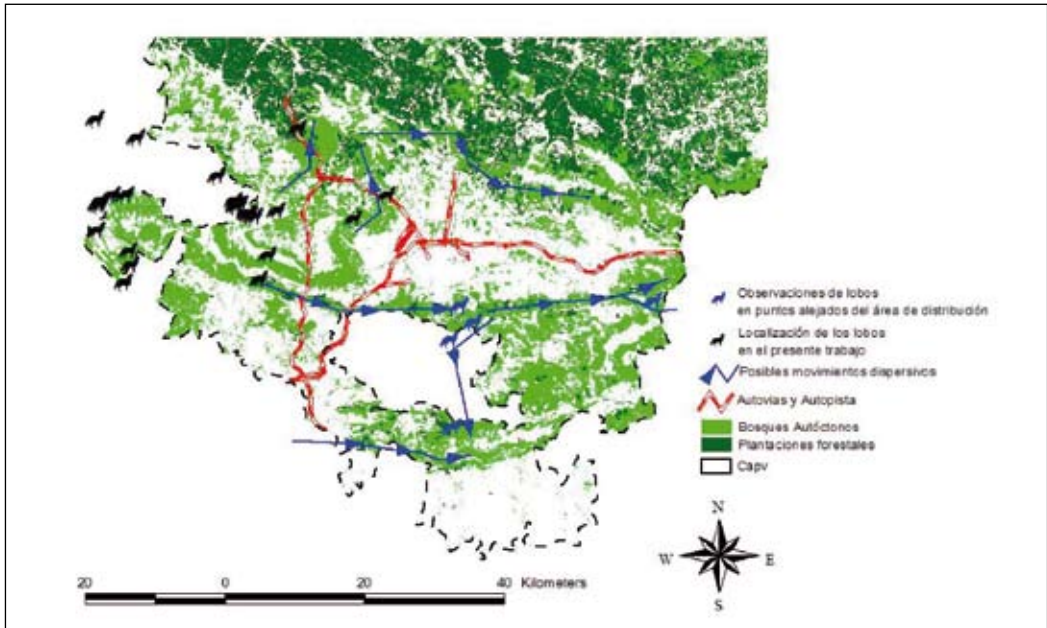 Observaciones de lobos
en puntos alejados del área de distribución
Localización de los lobos
en el presente trabajo
Posibles movimientos dispersivos
Autovias y Autopista
Bosques Autóctonos
Plantaciones forestales
Capv
N
W
E
S
20 0 20 40 Kilometers